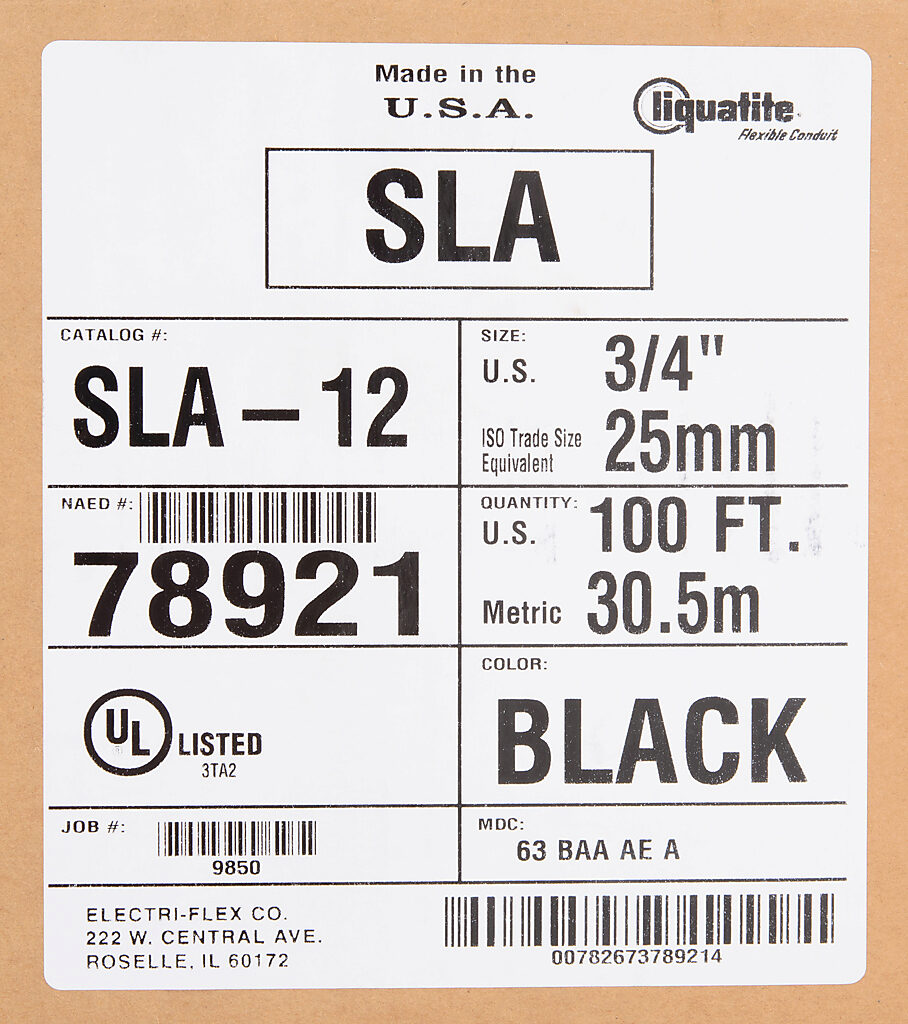 Made in the
U.S.A.
liquatite
Flexible Conduit
SLA
CATALOG #:
SLA – 12
SIZE:
U.S. 3/4"
ISO Trade Size
Equivalent 25mm
NAED #:
78921
QUANTITY:
U.S. 100 FT.
Metric 30.5m
UL LISTED
3TA2
COLOR:
BLACK
JOB #:
9850
MDC:
63 BAA AE A
ELECTRI-FLEX CO.
222 W. CENTRAL AVE.
ROSELLE, IL 60172
00782673789214